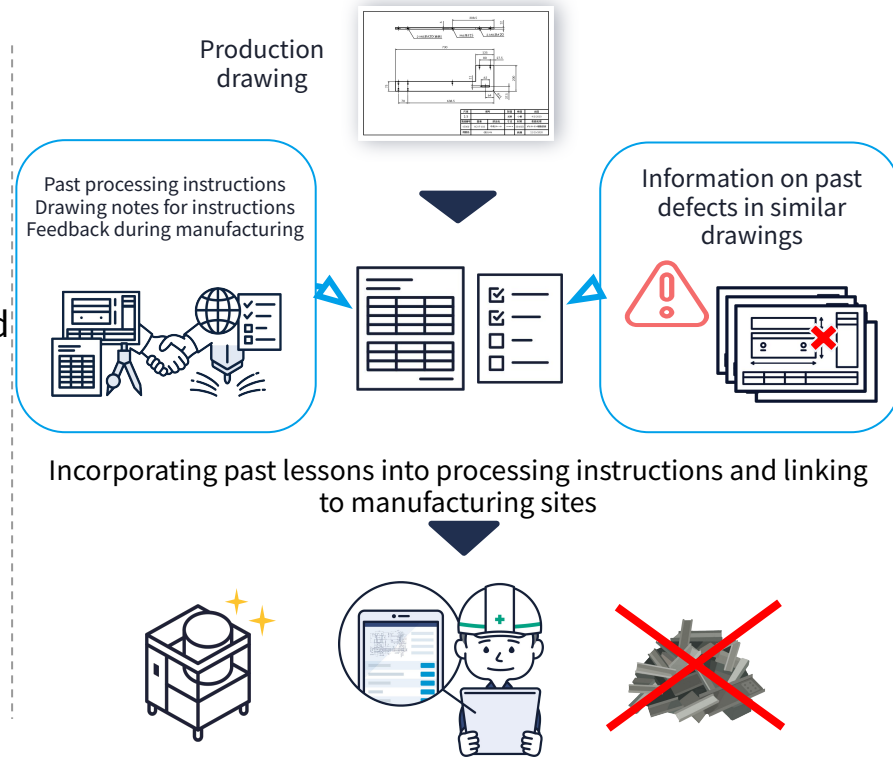 Production
drawing
Past processing instructions
Drawing notes for instructions
Feedback during manufacturing
Information on past
defects in similar
drawings
d
Incorporating past lessons into processing instructions and linking
to manufacturing sites